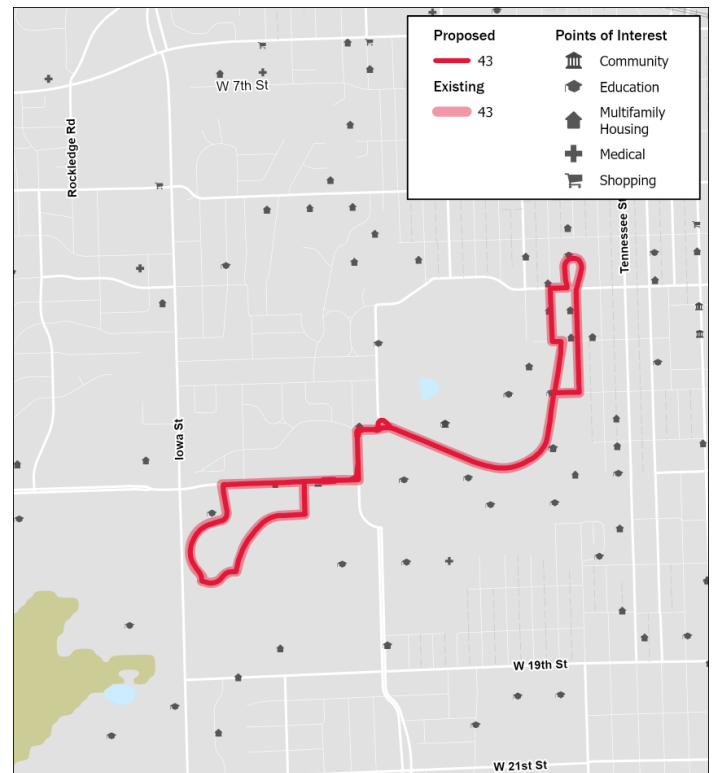 Proposed
43
Existing
43
Points of Interest
Community
Education
Multifamily
Housing
Medical
Shopping
W 7th St
Rockledge Rd
Tennessee St
Iowa St
W 19th St
W 21st St